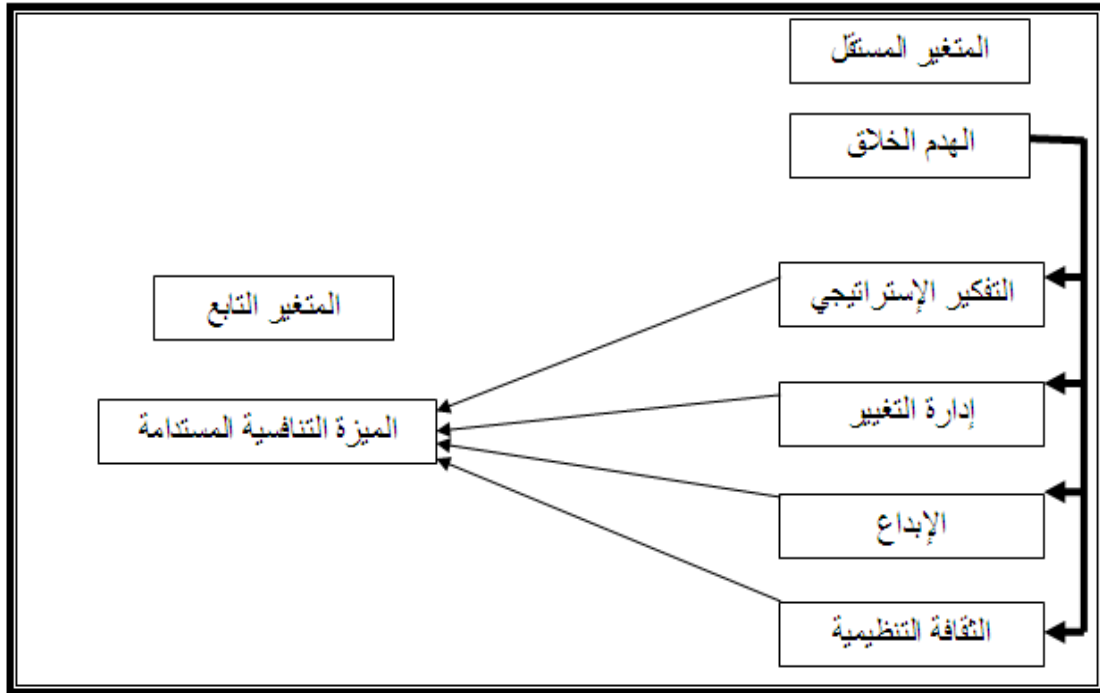 المتغير المستقل
الهدم الخلاق
التفكير الإستراتيجي
المتغير التابع
إدارة التغيير
الميزة التنافسية المستدامة
الإبداع
الثقافة التنظيمية